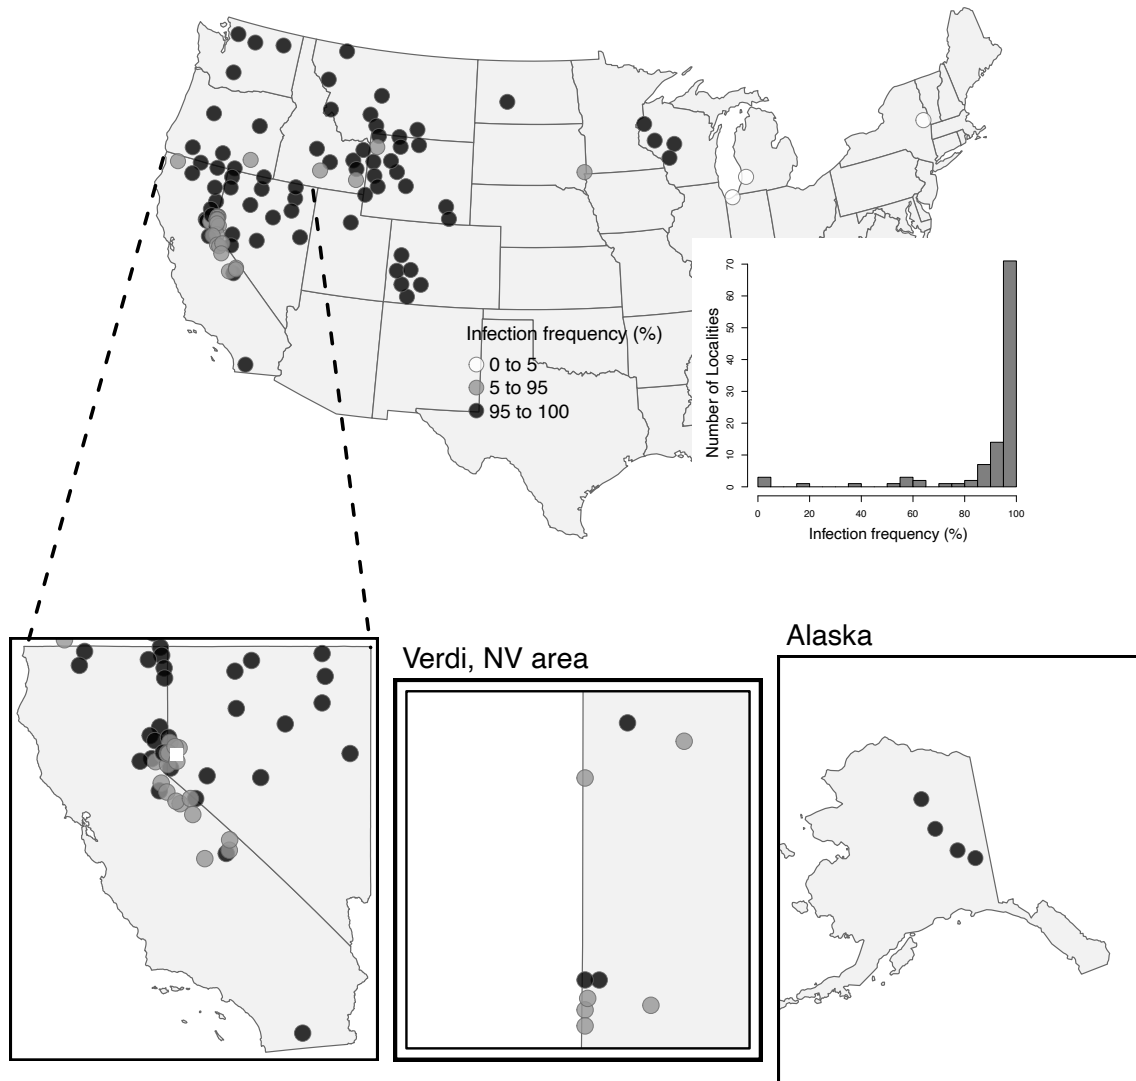 Infection frequency (%)
0 to 5
5 to 95
95 to 100
Number of Localities
0 10 20 30 40 50 60 70
0 20 40 60 80 100
Infection frequency (%)
Verdi, NV area
Alaska